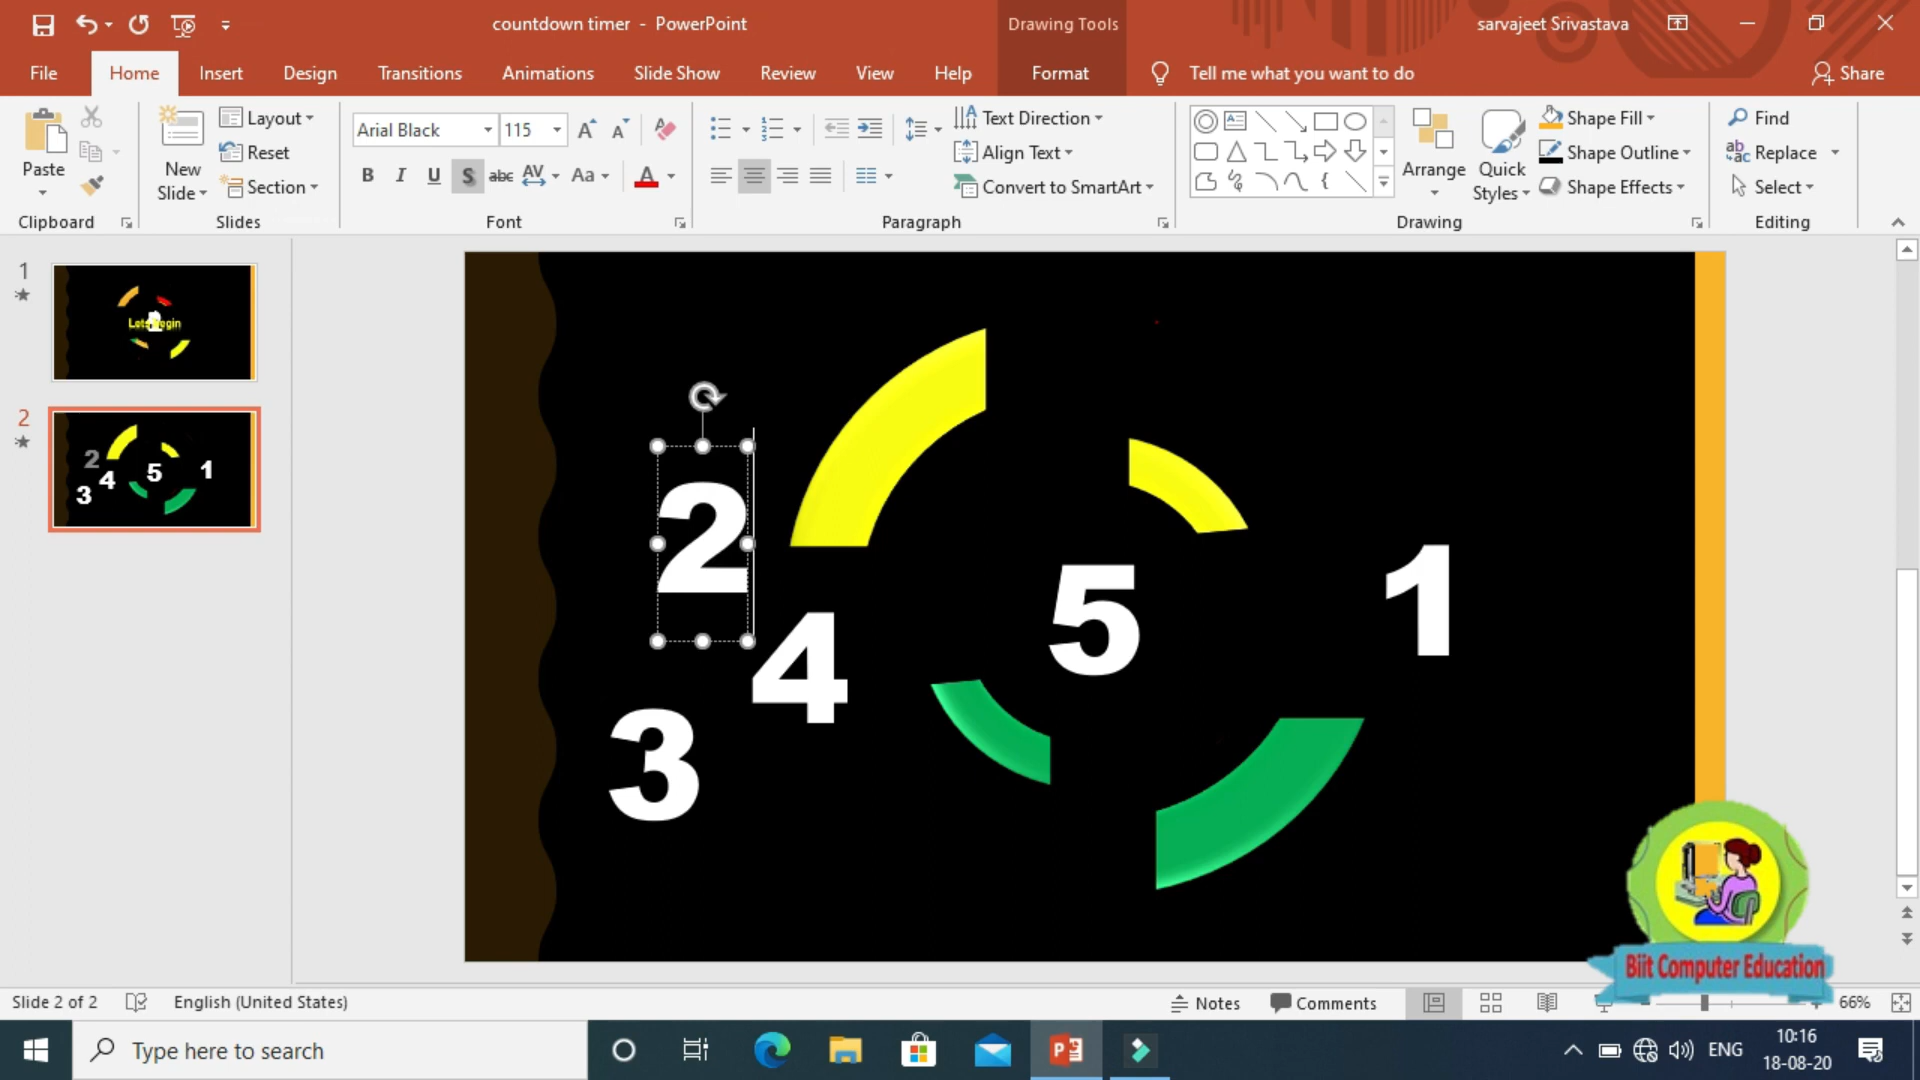 countdown timer - PowerPoint
Drawing Tools
sarvajeet Srivastava
File
Home
Insert
Design
Transitions
Animations
Slide Show
Review
View
Help
Format
Tell me what you want to do
Share
Paste
New
Slide
Layout
Reset
Section
Arial Black
115
B I U S abc AV Aa A
Text Direction
Align Text
Convert to SmartArt
Arrange
Quick
Styles
Shape Fill
Shape Outline
Shape Effects
Find
Replace
Select
Clipboard
Slides
Font
Paragraph
Drawing
Editing
1
2
2
4
5
1
3
2
5
1
4
3
Biit Computer Education
Slide 2 of 2
English (United States)
Notes
Comments
66%
Type here to search
ENG
10:16
18-08-20